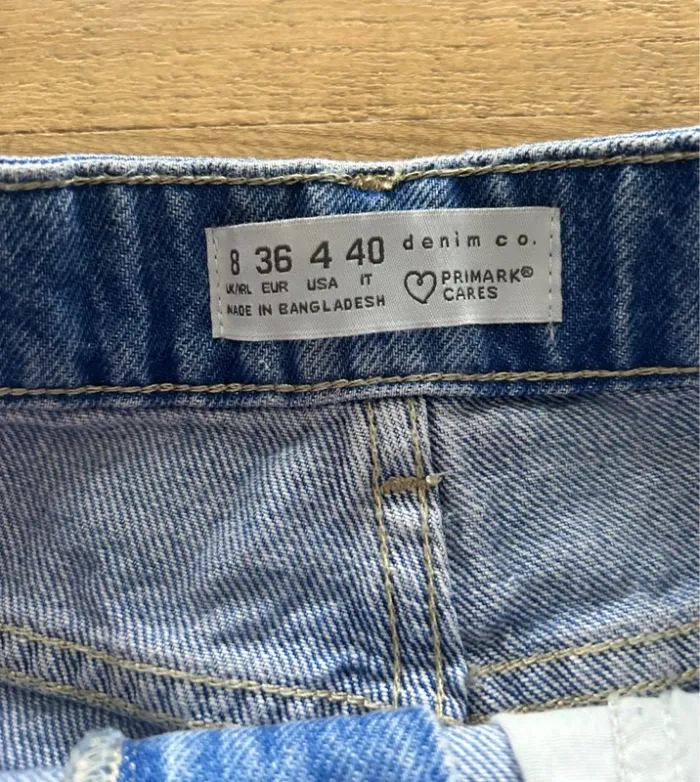 8 36 4 40
UK/IRL EUR USA IT
MADE IN BANGLADESH
denim co.
PRIMARK®
CARES